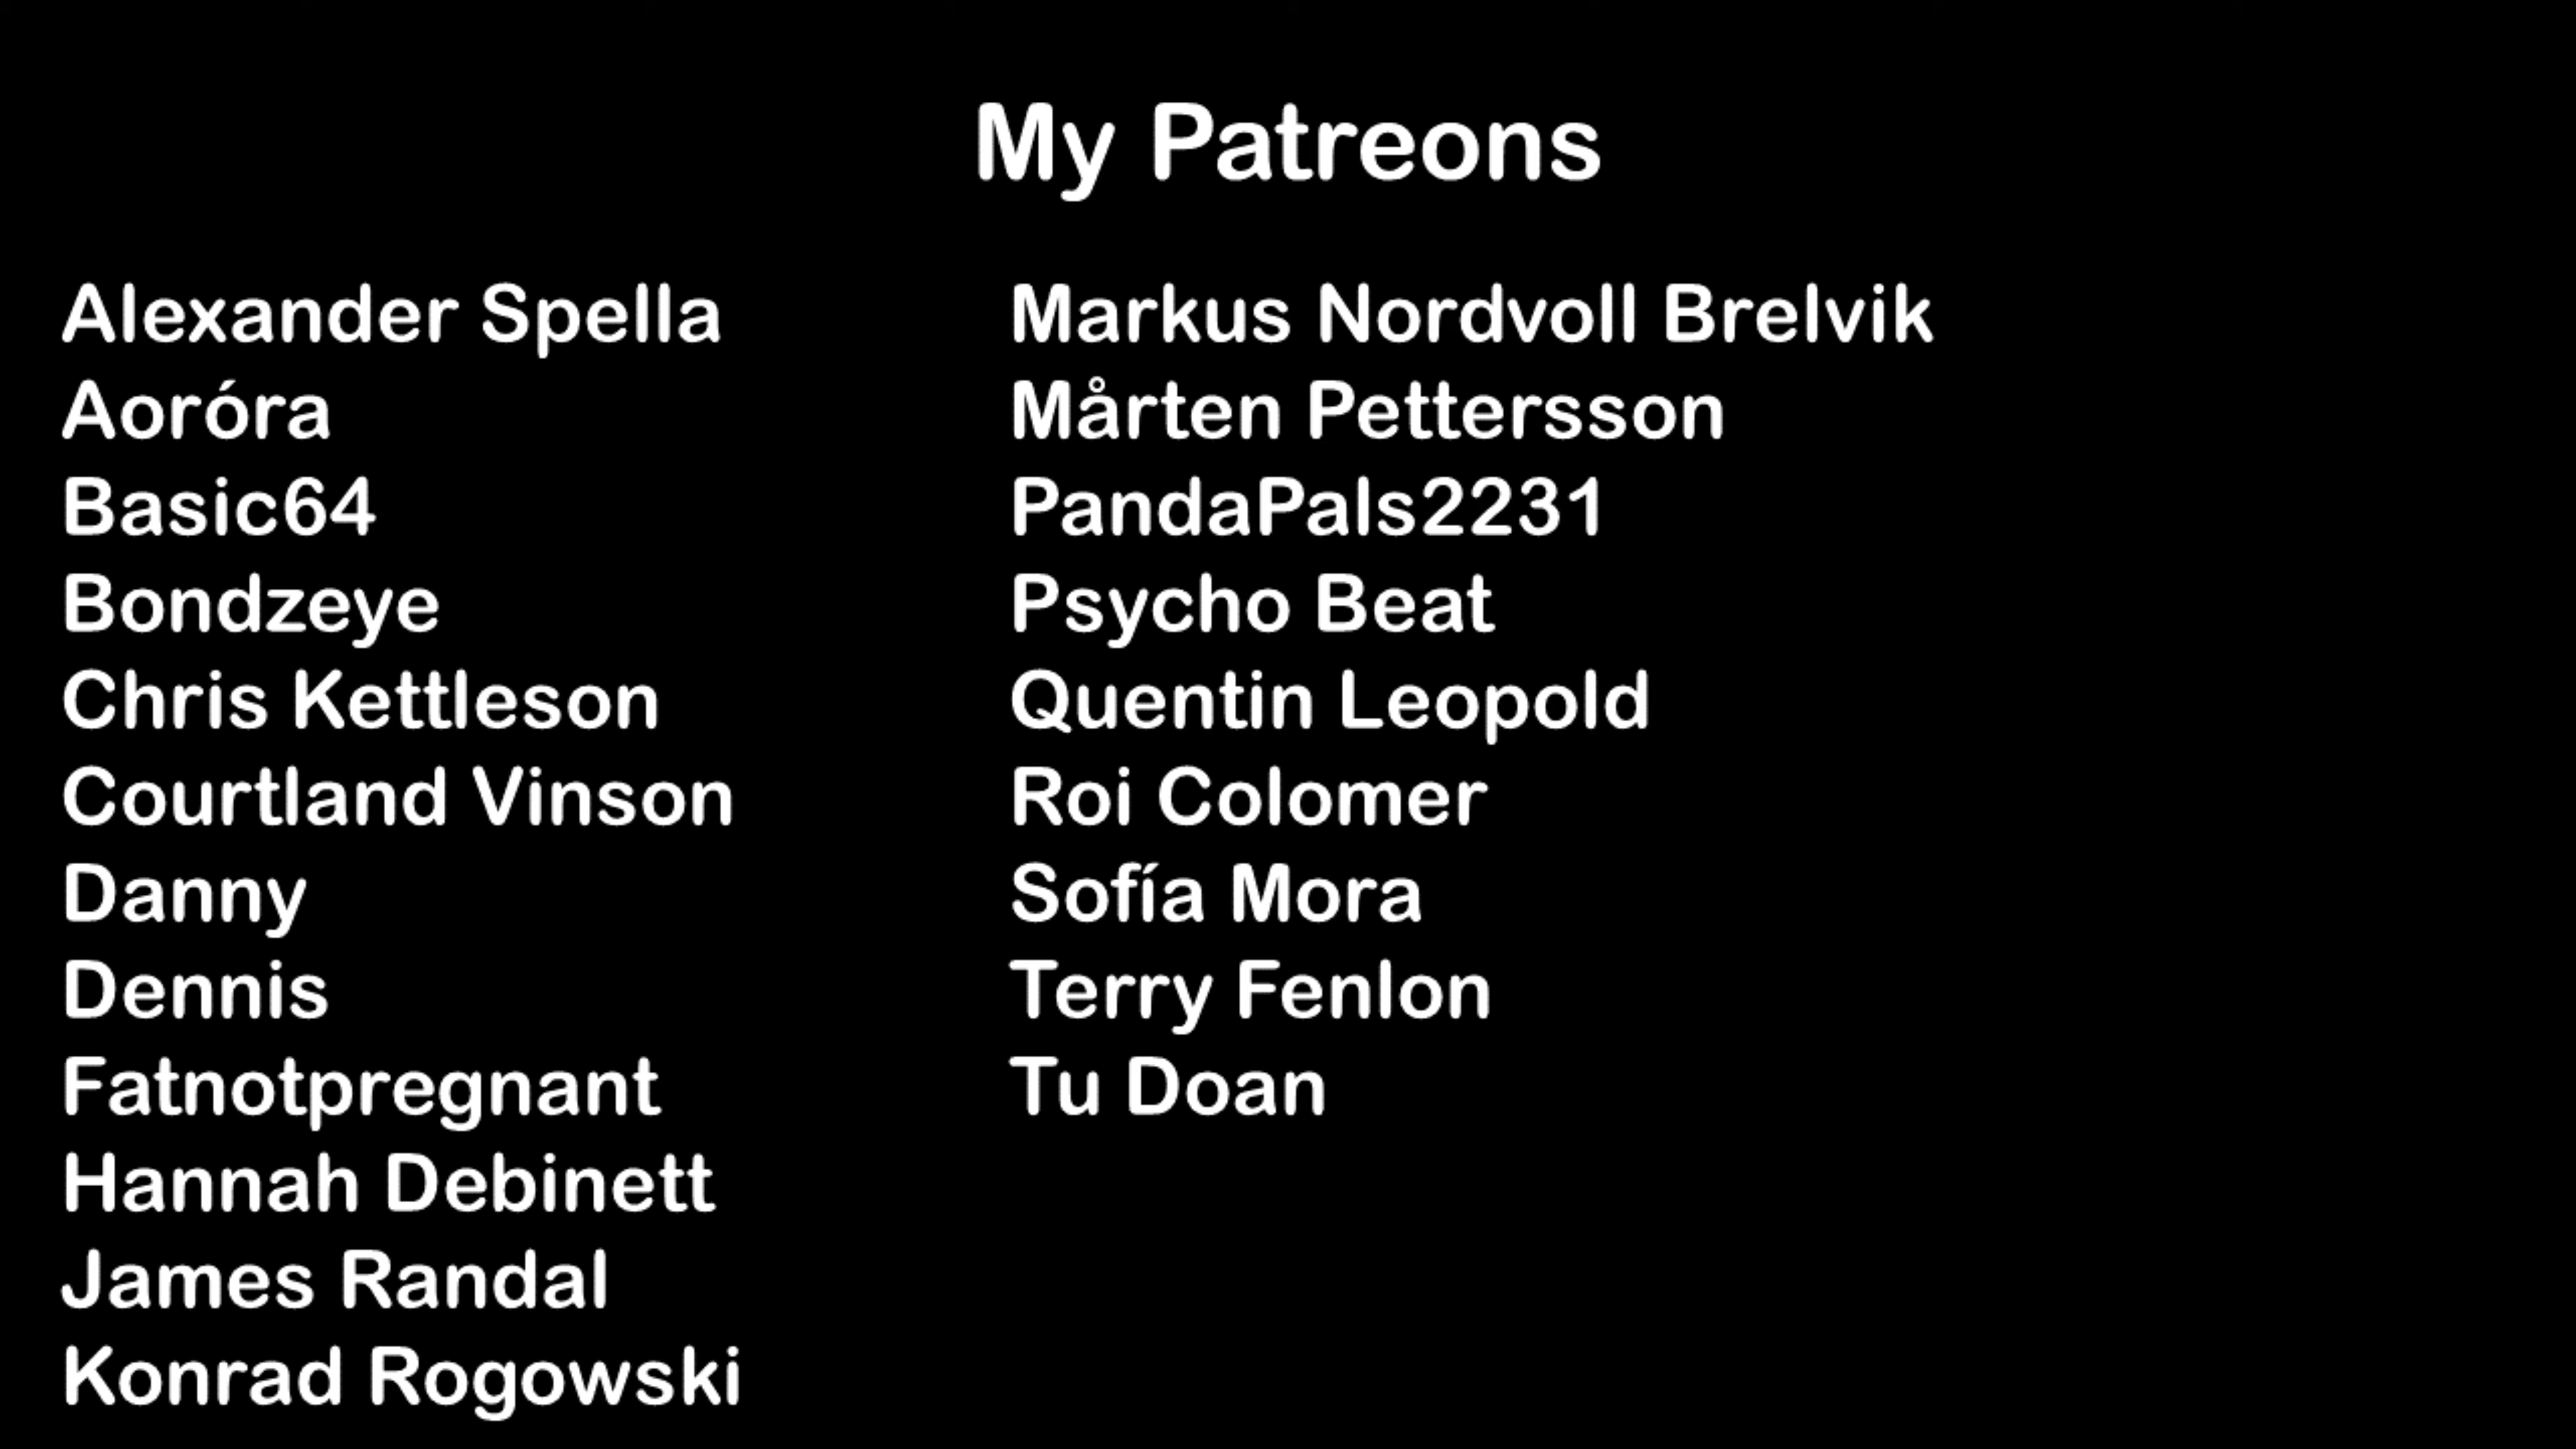 My Patreons
Alexander Spella
Aoróra
Basic64
Bondzeye
Chris Kettleson
Courtland Vinson
Danny
Dennis
Fatnotpregnant
Hannah Debinett
James Randal
Konrad Rogowski
Markus Nordvoll Brelvik
Mårten Pettersson
PandaPals2231
Psycho Beat
Quentin Leopold
Roi Colomer
Sofía Mora
Terry Fenlon
Tu Doan